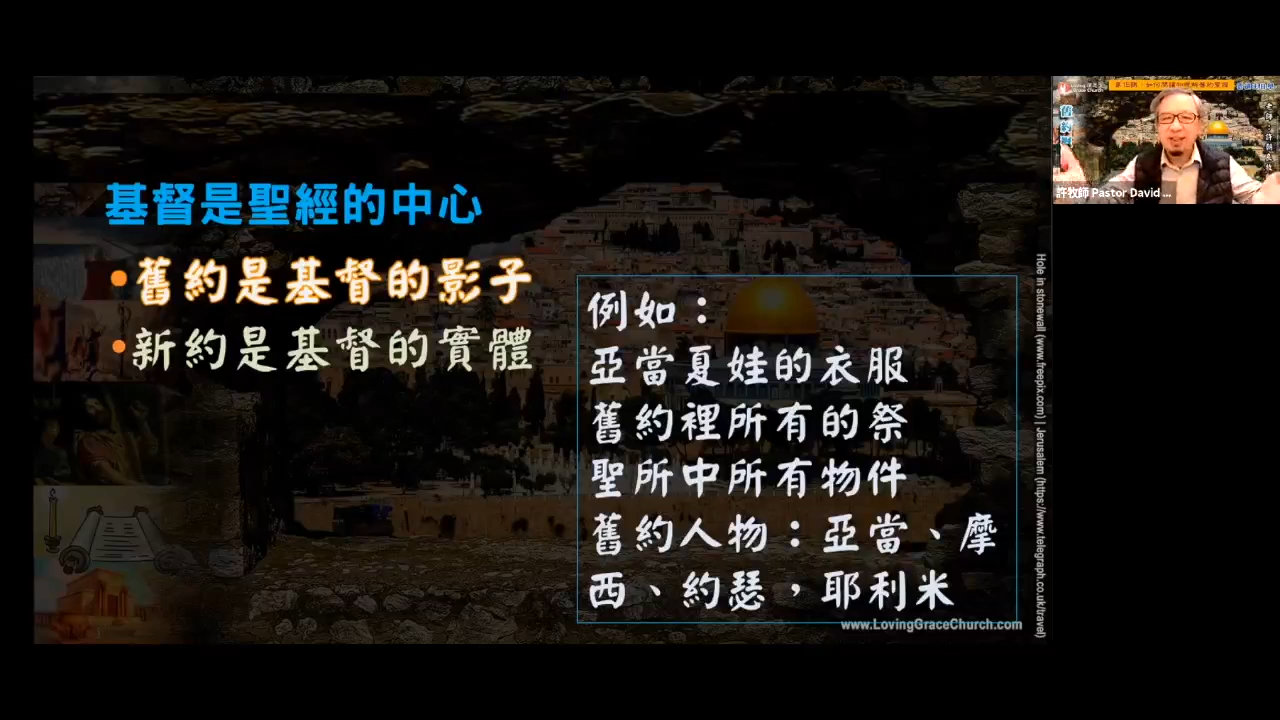 基督是聖經的中心
•舊約是基督的影子
•新約是基督的實體
例如：
亞當夏娃的衣服
舊約裡所有的祭
聖所中所有物件
舊約人物：亞當、摩
西、約瑟，耶利米
www.LovingGraceChurch.com
Hole in stonewall (www.freepix.com) | Jerusalem (https://www.telegraph.co.uk/travel)
許牧師 Pastor David ...